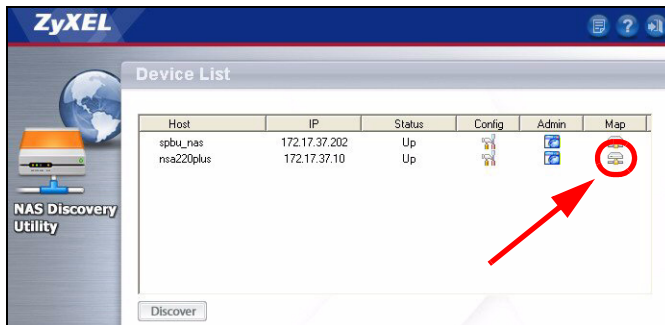 ZyXEL
Device List
Host IP Status Config Admin Map
spbu_nas 172.17.37.202 Up
nsa220plus 172.17.37.10 Up
NAS Discovery
Utility
Discover